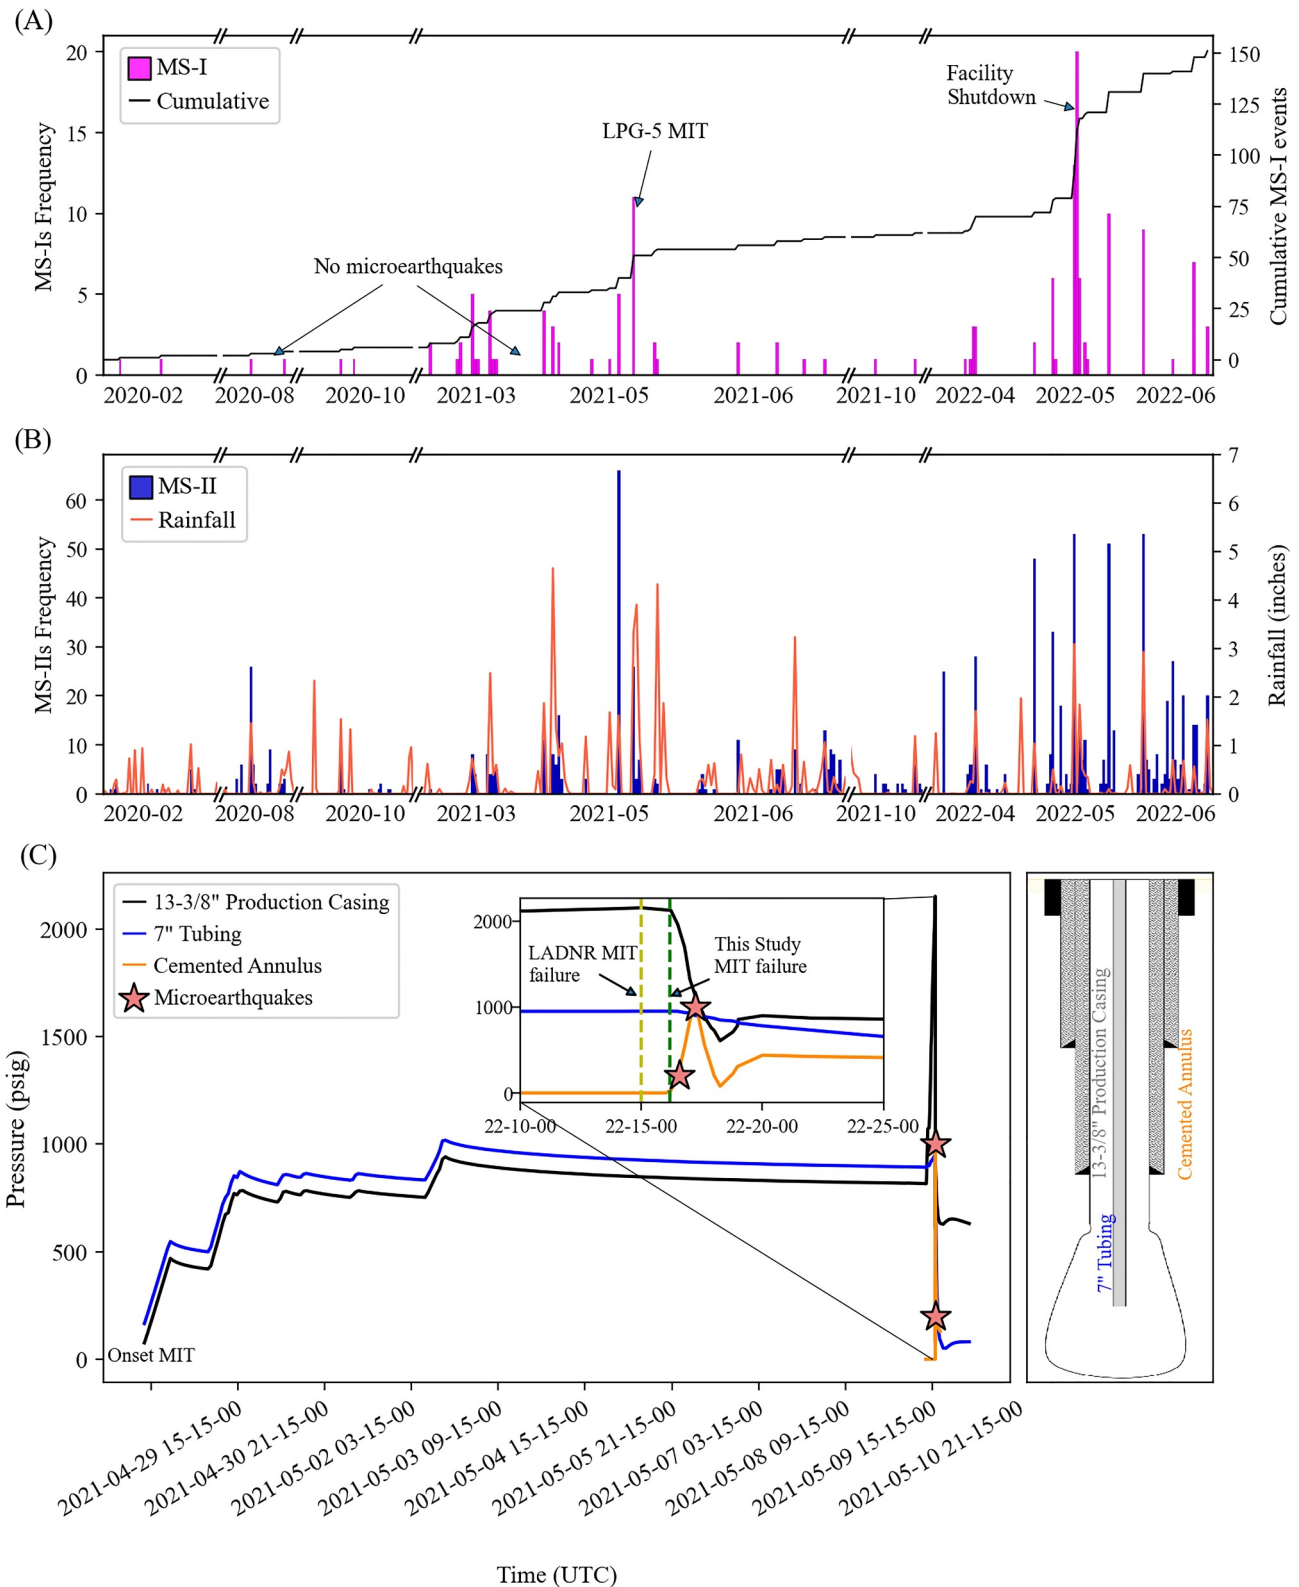 (A)
MS-I
Cumulative
No microearthquakes
LPG-5 MIT
Facility
Shutdown
MS-Is Frequency
20
15
10
5
0
Cumulative MS-I events
150
125
100
75
50
25
0
2020-02 2020-08 2020-10 2021-03 2021-05 2021-06 2021-10 2022-04 2022-05 2022-06
(B)
MS-II
Rainfall
MS-IIs Frequency
60
50
40
30
20
10
0
Rainfall (inches)
7
6
5
4
3
2
1
0
2020-02 2020-08 2020-10 2021-03 2021-05 2021-06 2021-10 2022-04 2022-05 2022-06
(C)
13-3/8" Production Casing
7" Tubing
Cemented Annulus
Microearthquakes
Pressure (psig)
2000
1500
1000
500
0
Onset MIT
2000
1000
0
LADNR MIT
failure
This Study
MIT failure
22-10-00 22-15-00 22-20-00 22-25-00
13-3/8" Production Casing
Cemented Annulus
7" Tubing
2021-04-29 15-15-00
2021-04-30 21-15-00
2021-05-02 03-15-00
2021-05-03 09-15-00
2021-05-04 15-15-00
2021-05-05 21-15-00
2021-05-07 03-15-00
2021-05-08 09-15-00
2021-05-09 15-15-00
2021-05-10 21-15-00
Time (UTC)